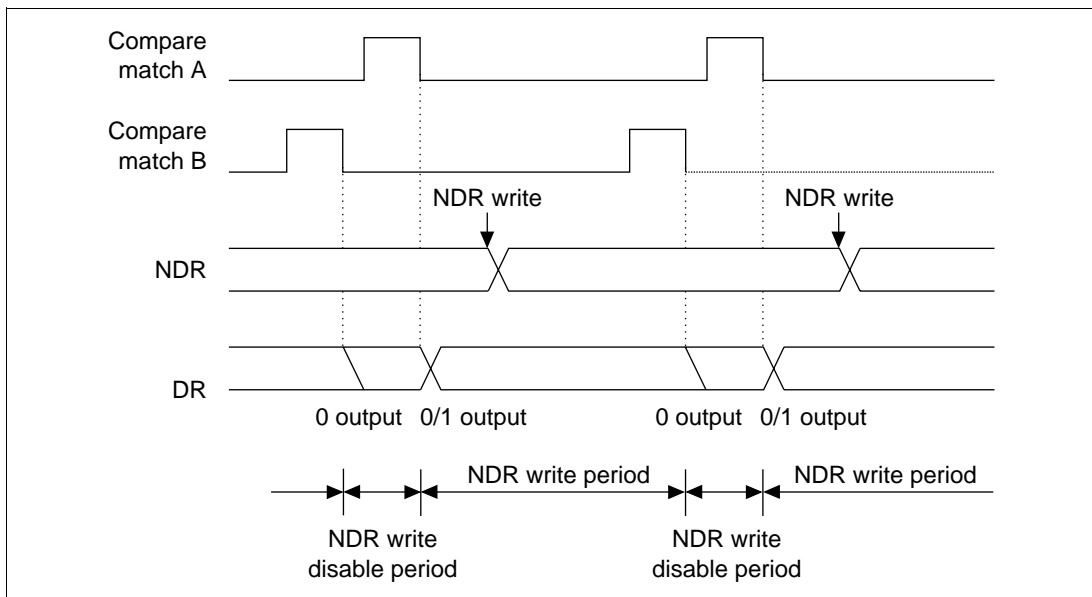 Compare
match A
Compare
match B
NDR write
NDR write
NDR
DR
0 output
0/1 output
0 output
0/1 output
NDR write period
NDR write period
NDR write
disable period
NDR write
disable period